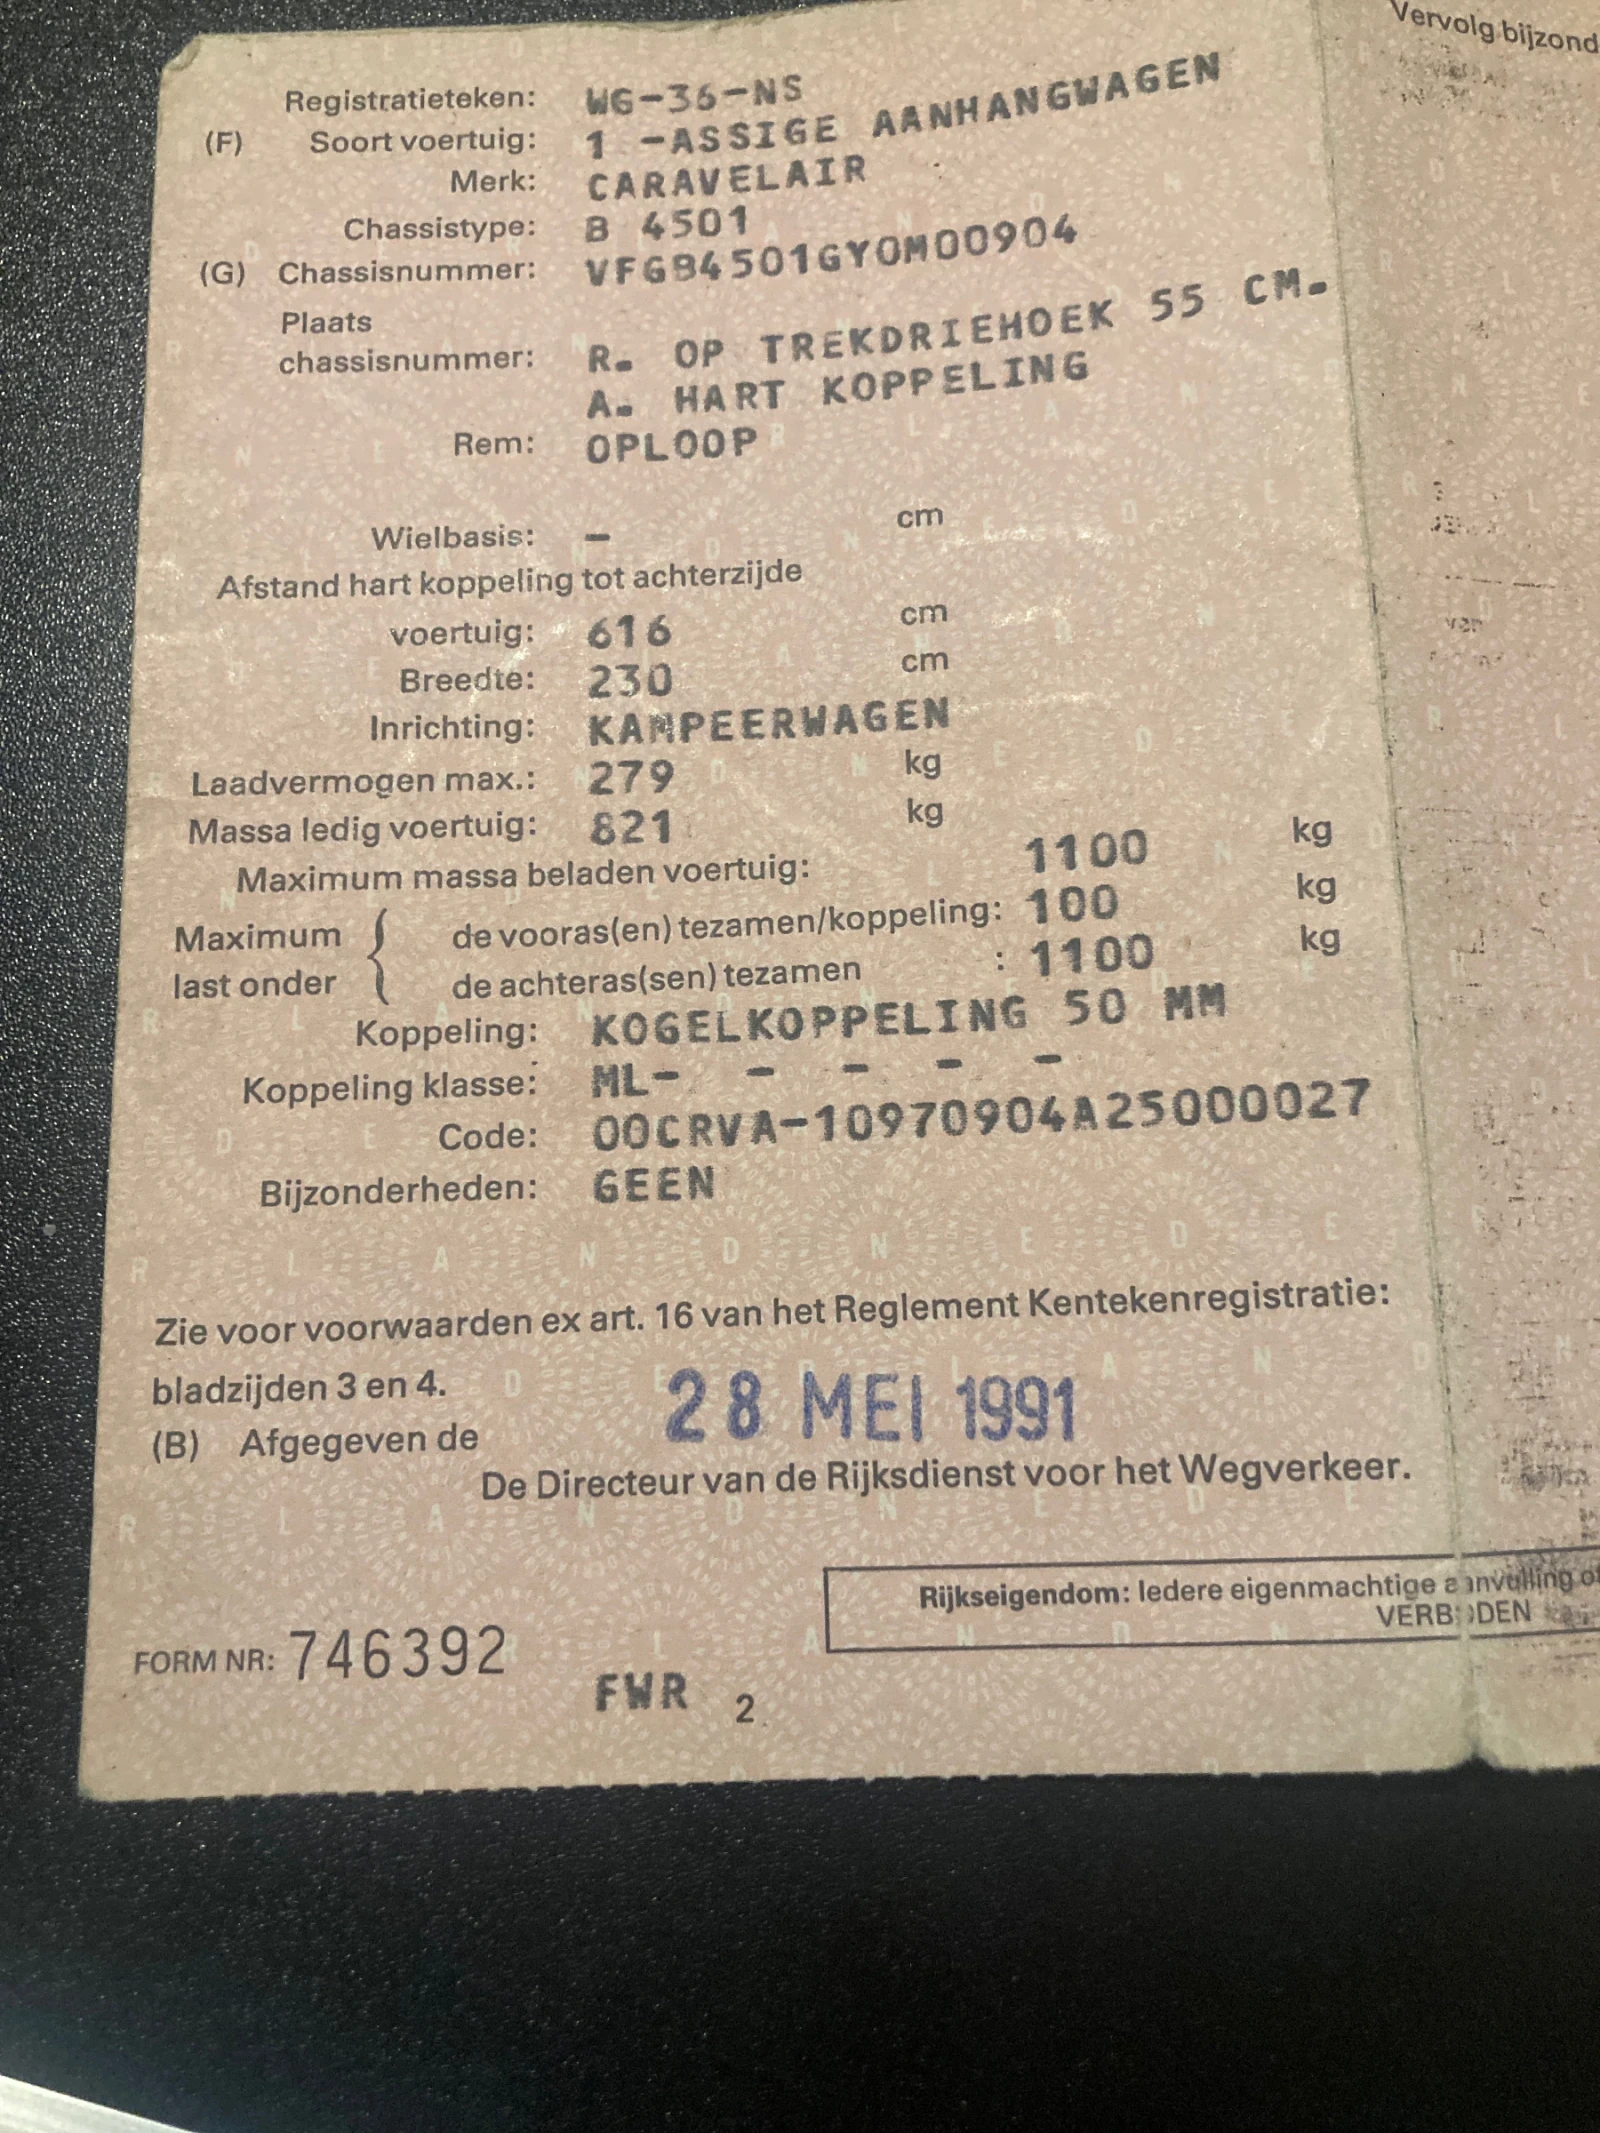 Vervolg bijzond
Registratieteken: WG-36-NS
(F) Soort voertuig: 1 -ASSIGE AANHANGWAGEN
Merk: CARAVELAIR
Chassistype: B 4501
(G) Chassisnummer: VFGB4501GYOM00904
Plaats
chassisnummer: R. OP TREKDRIEHOEK 55 CM.
A. HART KOPPELING
Rem: OPLOOP
Wielbasis: - cm
Afstand hart koppeling tot achterzijde
voertuig: 616 cm
Breedte: 230 cm
Inrichting: KAMPEERWAGEN
Laadvermogen max.: 279 kg
Massa ledig voertuig: 821 kg
Maximum massa beladen voertuig: 1100 kg
Maximum { de vooras(en) tezamen/koppeling: 100 kg
last onder de achteras(sen) tezamen : 1100 kg
Koppeling: KOGELKOPPELING 50 MM
Koppeling klasse: ML- - - - -
Code: 00CRVA-10970904A25000027
Bijzonderheden: GEEN
Zie voor voorwaarden ex art. 16 van het Reglement Kentekenregistratie:
bladzijden 3 en 4.
(B) Afgegeven de 28 MEI 1991
De Directeur van de Rijksdienst voor het Wegverkeer.
Rijkseigendom: Iedere eigenmachtige aanvulling of
VERBODEN
FORM NR: 746392
FWR 2